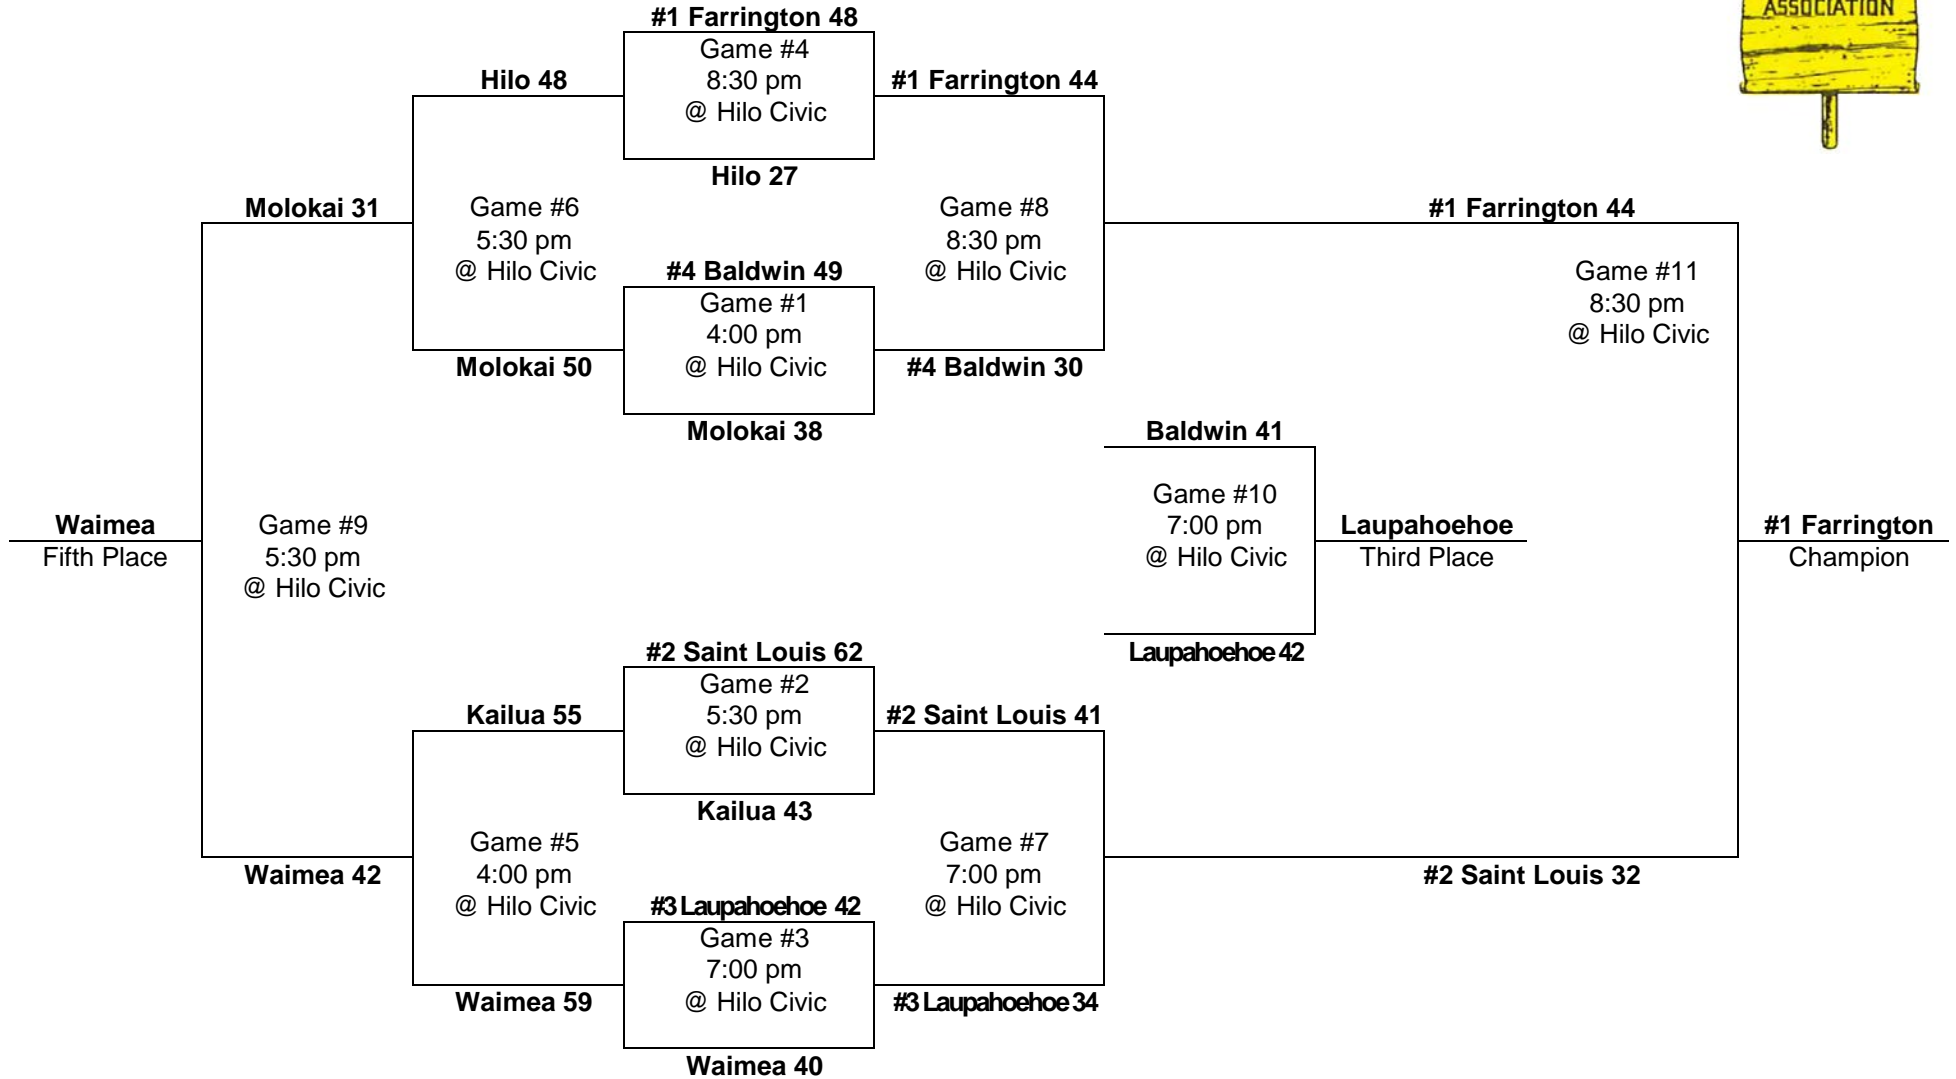 ASSOCIATION
#1 Farrington 48
Game #4
8:30 pm
@ Hilo Civic
Hilo 48
#1 Farrington 44
Hilo 27
Molokai 31
Game #6
5:30 pm
@ Hilo Civic
Game #8
8:30 pm
@ Hilo Civic
#1 Farrington 44
#4 Baldwin 49
Game #1
4:00 pm
@ Hilo Civic
Game #11
8:30 pm
@ Hilo Civic
Molokai 50
#4 Baldwin 30
Molokai 38
Baldwin 41
Game #10
7:00 pm
@ Hilo Civic
Waimea
Fifth Place
Game #9
5:30 pm
@ Hilo Civic
Laupahoehoe
Third Place
#1 Farrington
Champion
Laupahoehoe 42
#2 Saint Louis 62
Game #2
5:30 pm
@ Hilo Civic
Kailua 55
#2 Saint Louis 41
Kailua 43
Game #5
4:00 pm
@ Hilo Civic
Game #7
7:00 pm
@ Hilo Civic
Waimea 42
#2 Saint Louis 32
#3 Laupahoehoe 42
Game #3
7:00 pm
@ Hilo Civic
Waimea 59
#3 Laupahoehoe 34
Waimea 40